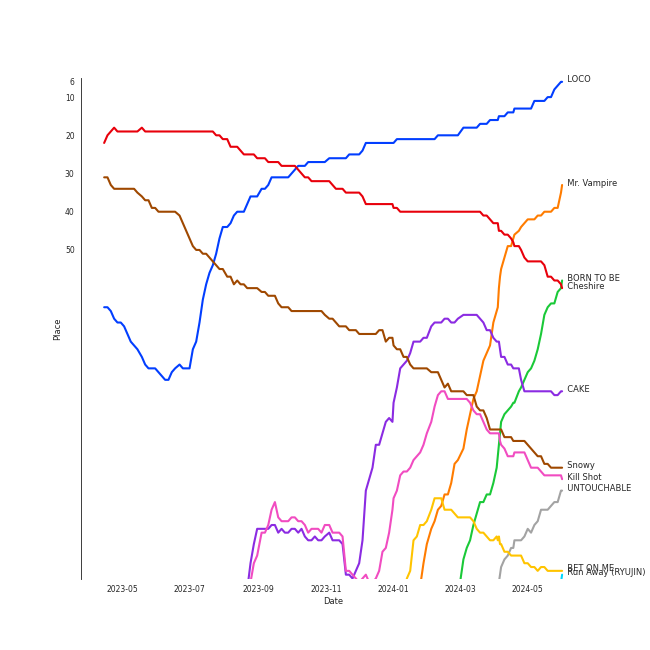 6
10
20
30
40
50
Place
LOCO
Mr. Vampire
BORN TO BE
Cheshire
CAKE
Snowy
Kill Shot
UNTOUCHABLE
BET ON ME
Run Away (RYUJIN)
2023-05
2023-07
2023-09
2023-11
2024-01
2024-03
2024-05
Date